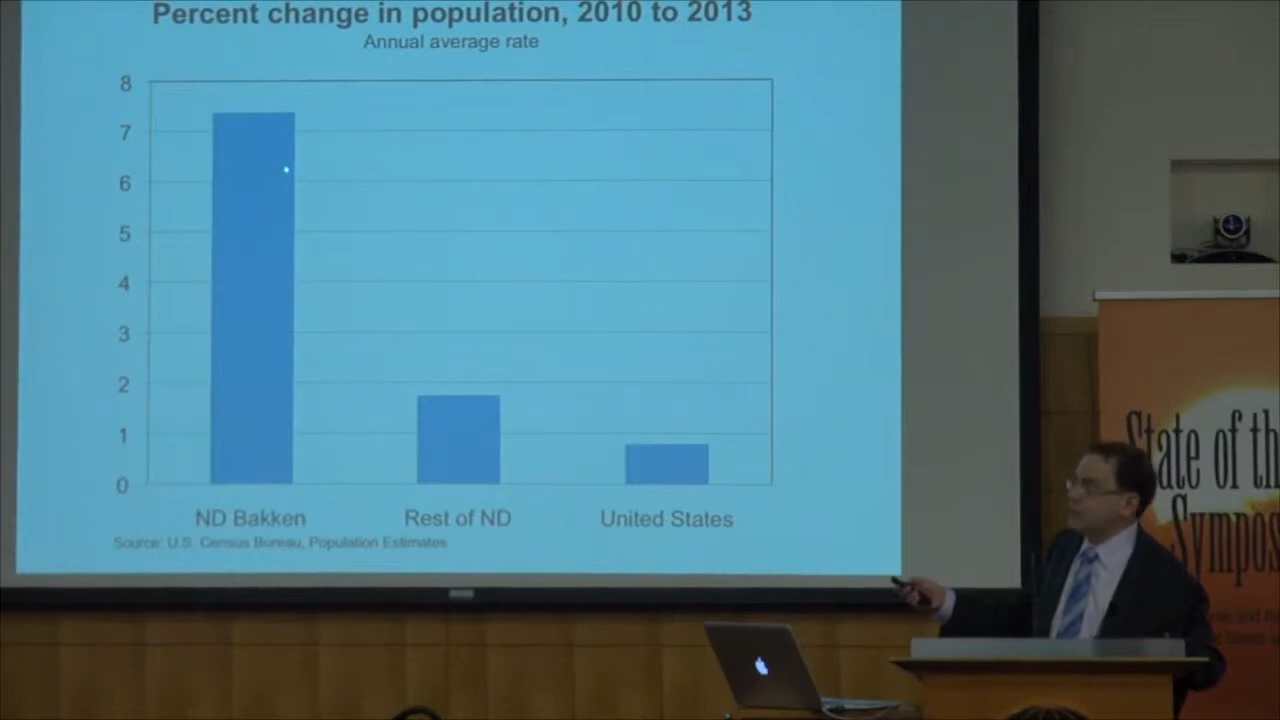 Percent change in population, 2010 to 2013
Annual average rate
8
7
6
5
4
3
2
1
0
ND Bakken
Rest of ND
United States
Source: U.S. Census Bureau, Population Estimates
State of th
Sympos